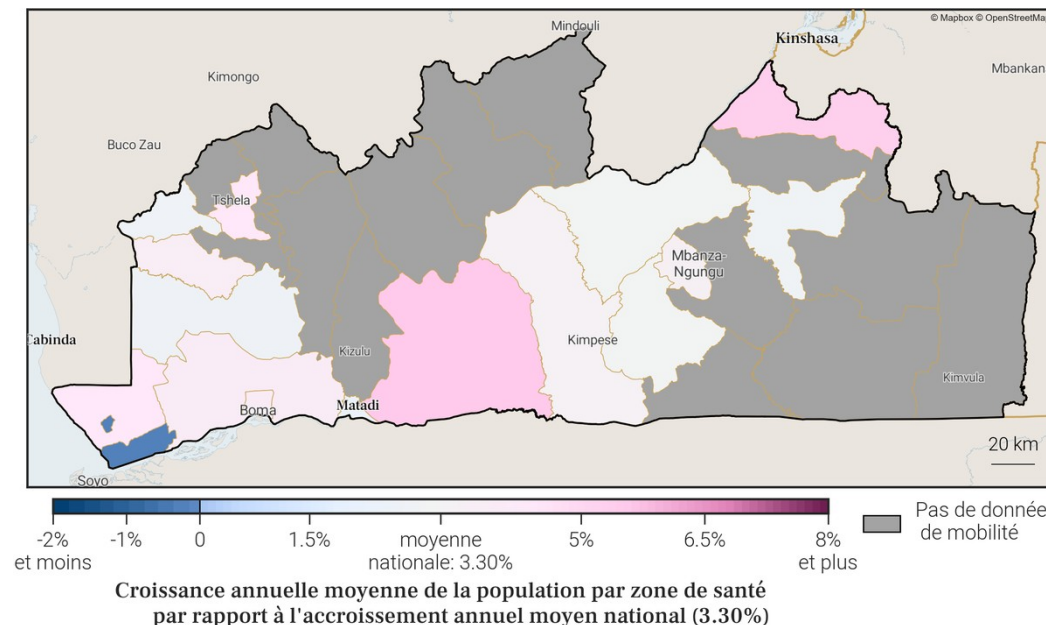 Mindouli
© Mapbox © OpenStreetMa
Kinshasa
Kimongo
Mbankan
Buco Zau
Tshela
Mbanza-
Ngungu
Cabinda
Kizulu
Kimpese
Kimvula
Boma
Matadi
20 km
Soyo
-2%
et moins
-1%
0
1.5%
moyenne
nationale: 3.30%
5%
6.5%
8%
et plus
Pas de donnée
de mobilité
Croissance annuelle moyenne de la population par zone de santé
par rapport à l'accroissement annuel moyen national (3.30%)